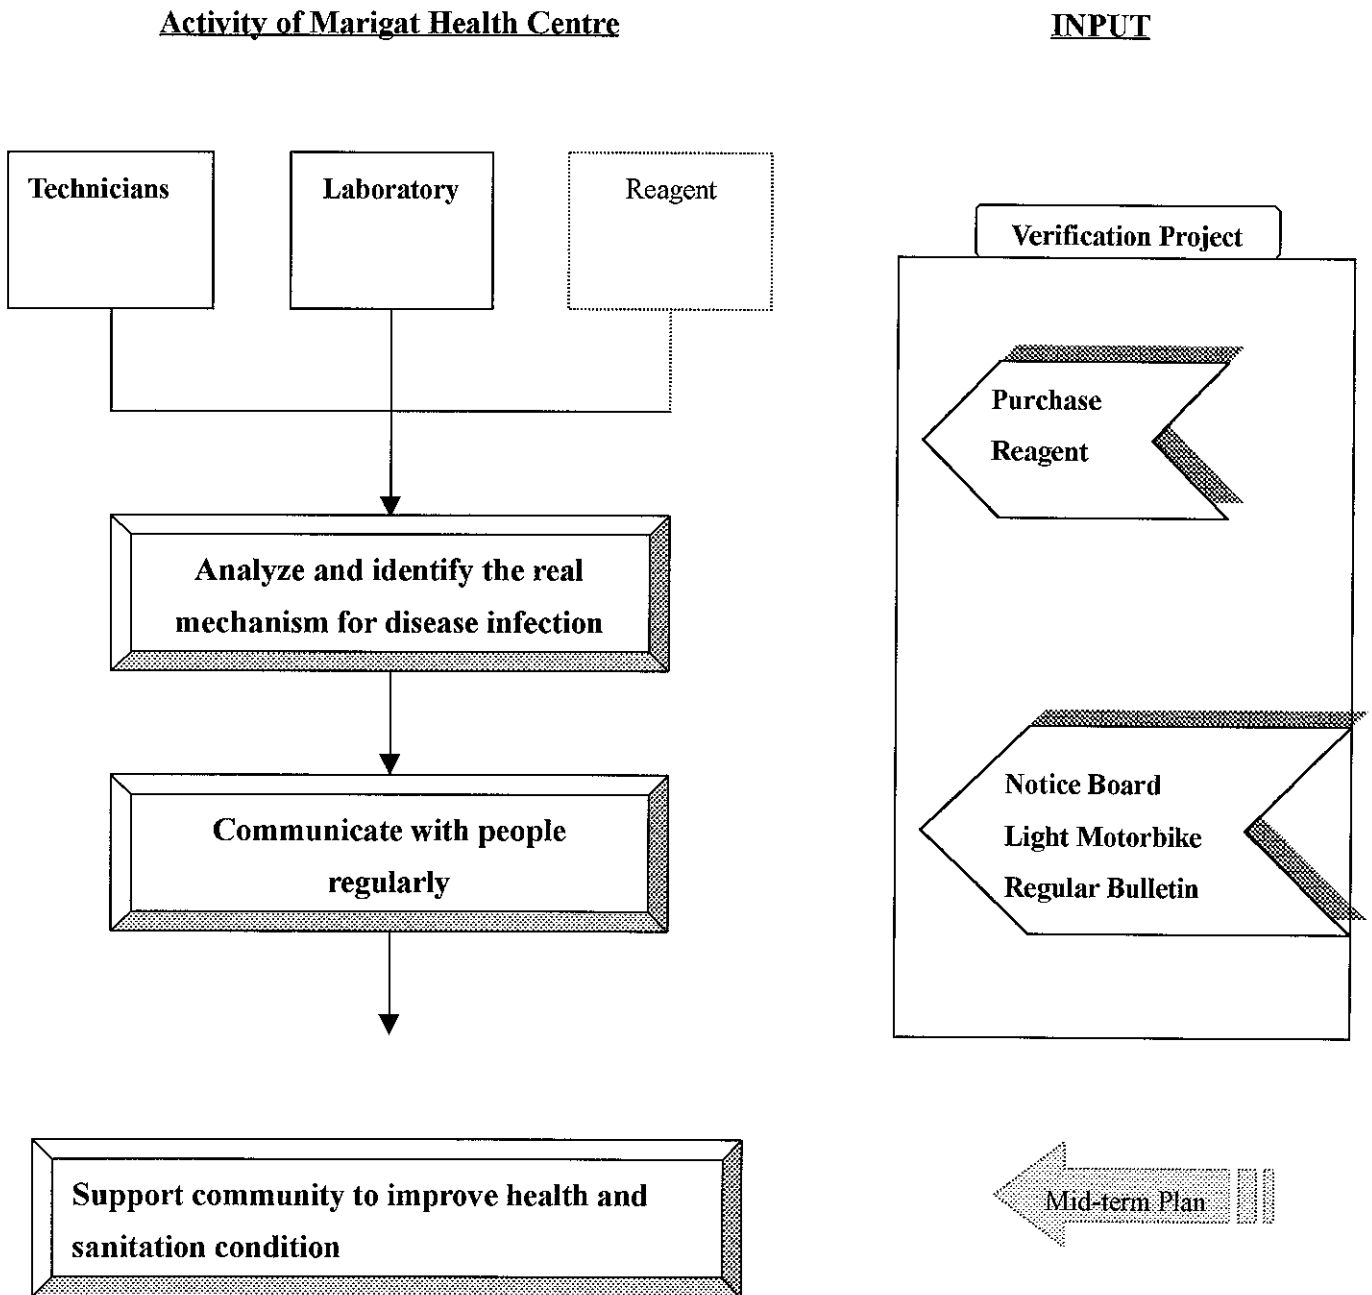 Activity of Marigat Health Centre
INPUT
Technicians
Laboratory
Reagent
Verification Project
Purchase
Reagent
Analyze and identify the real
mechanism for disease infection
Communicate with people
regularly
Notice Board
Light Motorbike
Regular Bulletin
Support community to improve health and
sanitation condition
Mid-term Plan